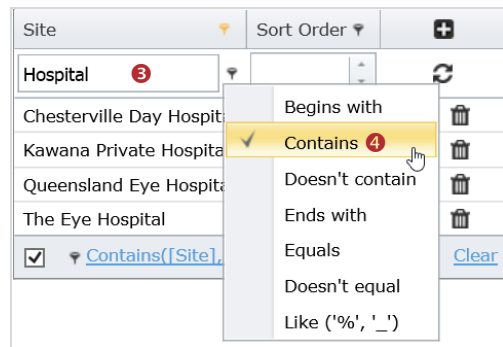 Site Sort Order
Hospital 3
Begins with
Chesterville Day Hospit
Contains 4
Kawana Private Hospita
Doesn't contain
Queensland Eye Hospita
Ends with
The Eye Hospital
Equals
Contains([Site], Clear
Doesn't equal
Like ('%', '_')